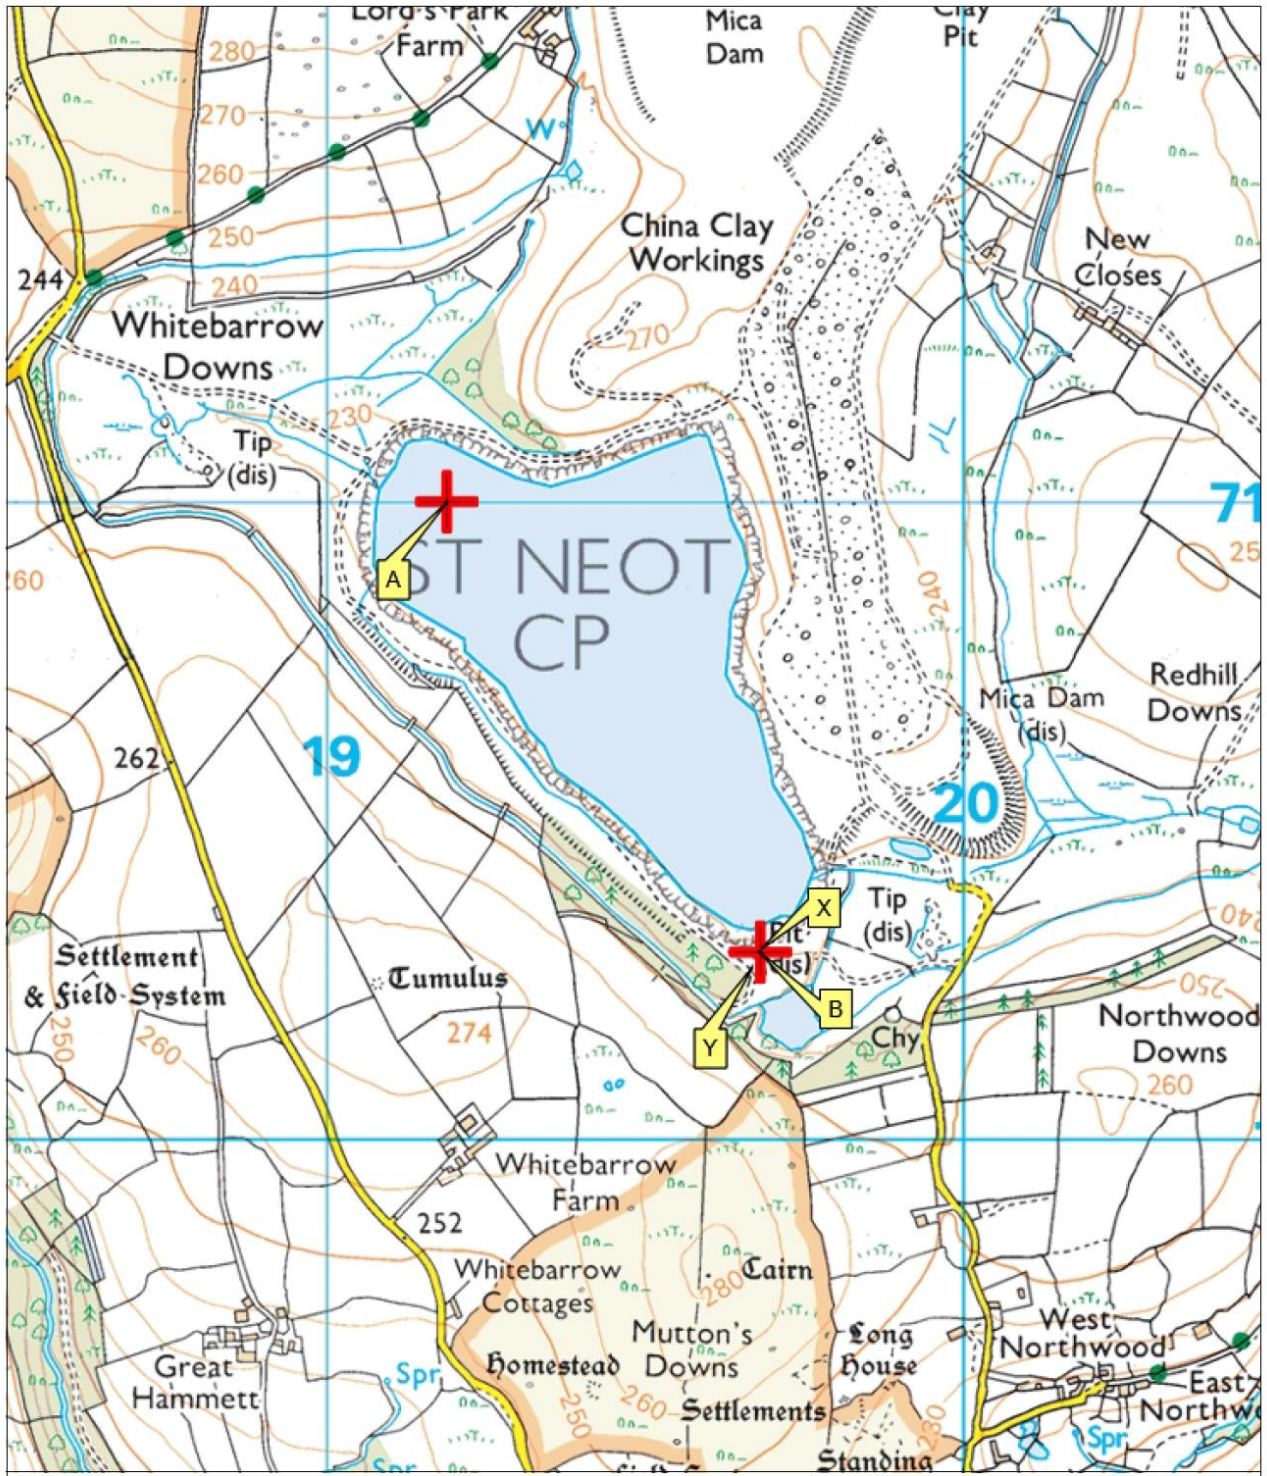 Lord's Park
Farm
Mica
Dam
Clay
Pit
280
270
260
250
240
W
China Clay
Workings
New
Closes
244
Whitebarrow
Downs
270
230
Tip
(dis)
71
ST NEOT
CP
A
260
25
240
Redhill
Downs
Mica Dam
(dis)
19
262
20
X
Tip
(dis)
Pit
(dis)
240
Settlement
& Field System
Tumulus
B
Y
Chy
250
260
274
250
Northwood
Downs
260
Whitebarrow
Farm
252
Whitebarrow
Cottages
280
Cairn
Mutton's
Downs
Long
House
West
Northwood
Great
Hammett
Spr
Homestead
250
260
Settlements
230
East
Northwo
Spr
Standing
Spr